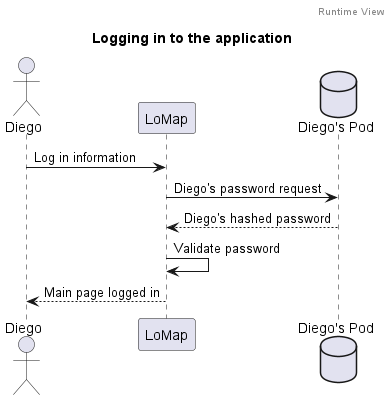 Runtime View
Logging in to the application
Diego
LoMap
Diego's Pod
Log in information
Diego's password request
Diego's hashed password
Validate password
Main page logged in
Diego
LoMap
Diego's Pod